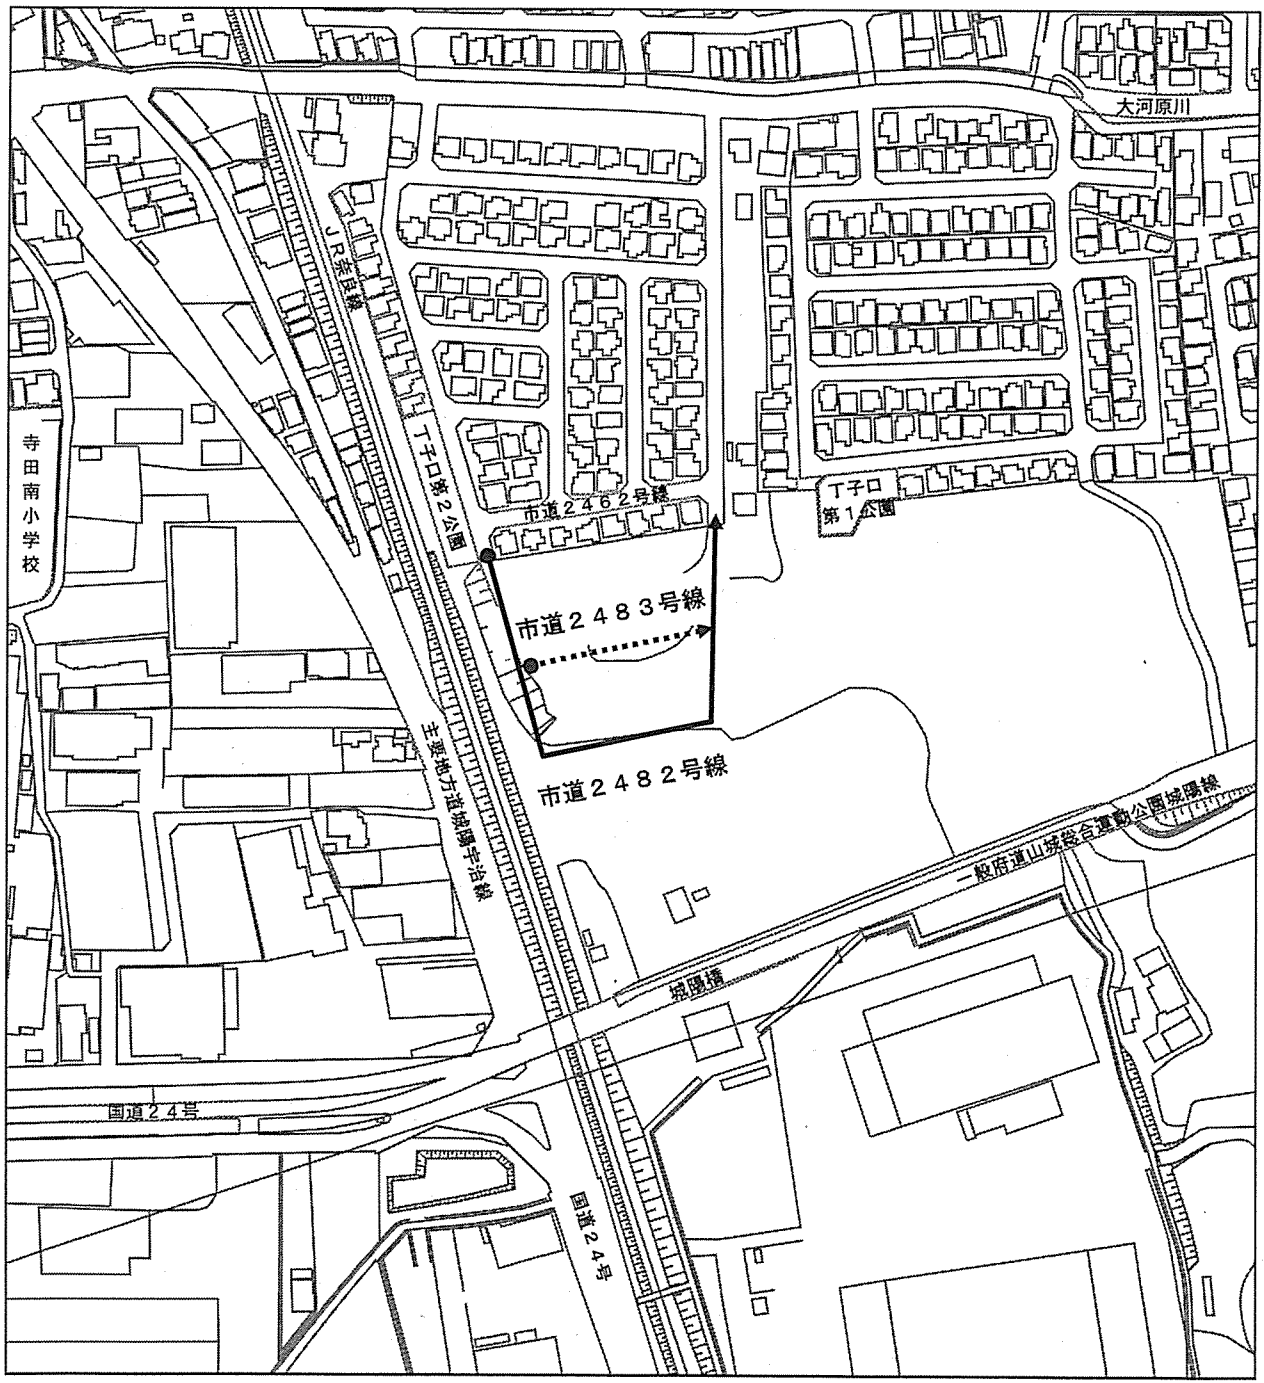 大河原川
ＪＲ奈良線
寺田南小学校
丁子口第２公園
市道２４６２号線
丁子口
第１公園
市道２４８３号線
市道２４８２号線
主要地方道城陽宇治線
一般府道山城総合運動公園城陽線
城陽橋
国道２４号
国道２４号